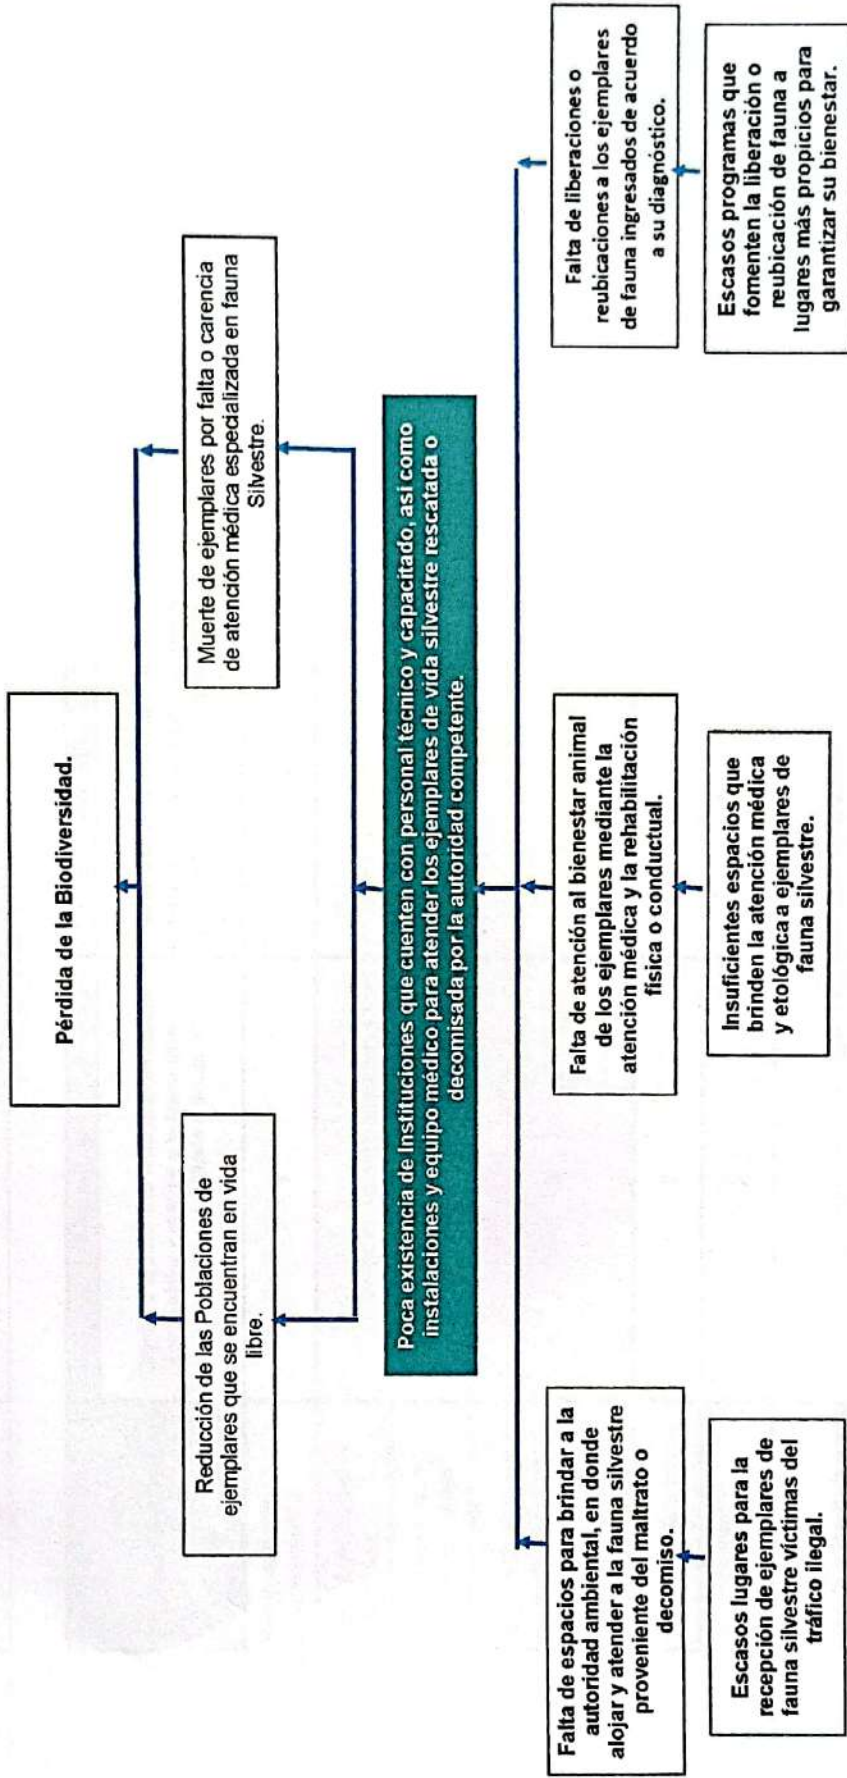 Pérdida de la Biodiversidad.
Reducción de las Poblaciones de
ejemplares que se encuentran en vida
libre.
Muerte de ejemplares por falta o carencia
de atención médica especializada en fauna
Silvestre.
Poca existencia de Instituciones que cuenten con personal técnico y capacitado, así como
instalaciones y equipo médico para atender los ejemplares de vida silvestre rescatada o
decomisada por la autoridad competente.
Falta de espacios para brindar a la
autoridad ambiental, en donde
alojar y atender a la fauna silvestre
proveniente del maltrato o
decomiso.
Falta de atención al bienestar animal
de los ejemplares mediante la
atención médica y la rehabilitación
física o conductual.
Falta de liberaciones o
reubicaciones a los ejemplares
de fauna ingresados de acuerdo
a su diagnóstico.
Escasos lugares para la
recepción de ejemplares de
fauna silvestre víctimas del
tráfico ilegal.
Insuficientes espacios que
brinden la atención médica
y etológica a ejemplares de
fauna silvestre.
Escasos programas que
fomenten la liberación o
reubicación de fauna a
lugares más propicios para
garantizar su bienestar.